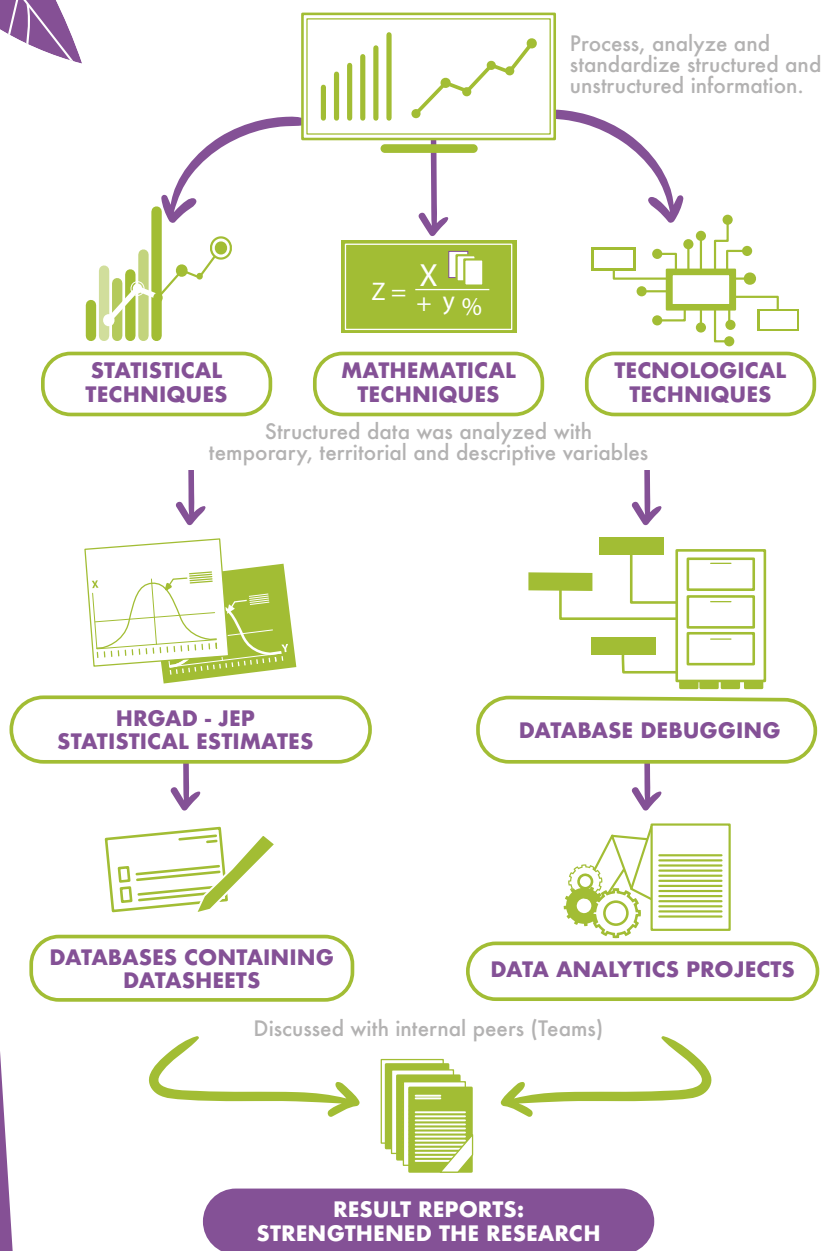 Process, analyze and
standardize structured and
unstructured information.
Z = X
+ y %
STATISTICAL
TECHNIQUES
MATHEMATICAL
TECHNIQUES
TECNOLOGICAL
TECHNIQUES
Structured data was analyzed with
temporary, territorial and descriptive variables
X
Y
HRGAD - JEP
STATISTICAL ESTIMATES
DATABASE DEBUGGING
DATABASES CONTAINING
DATASHEETS
DATA ANALYTICS PROJECTS
Discussed with internal peers (Teams)
RESULT REPORTS:
STRENGTHENED THE RESEARCH